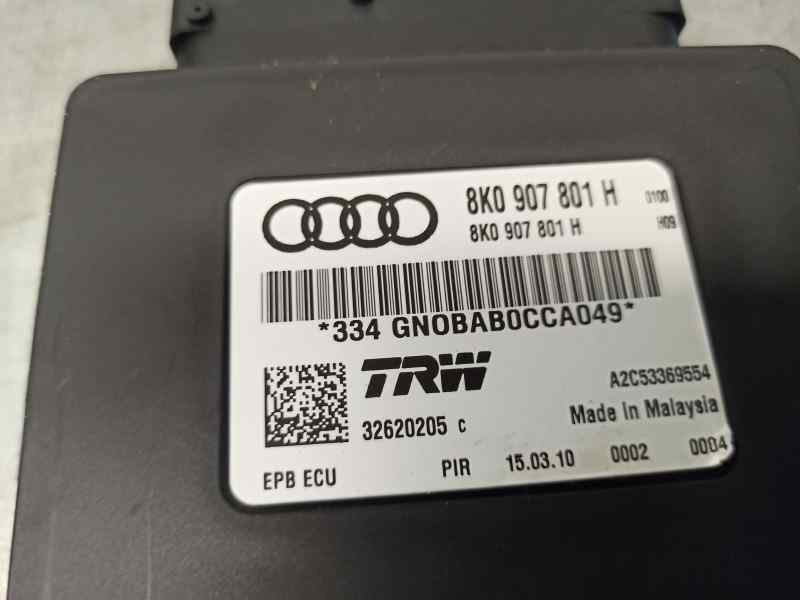 8K0 907 801 H 0100
8K0 907 801 H H09
*334 GN0BAB0CCA049*
TRW
A2C53369554
32620205 C
Made in Malaysia
EPB ECU PIR 15.03.10 0002 0004